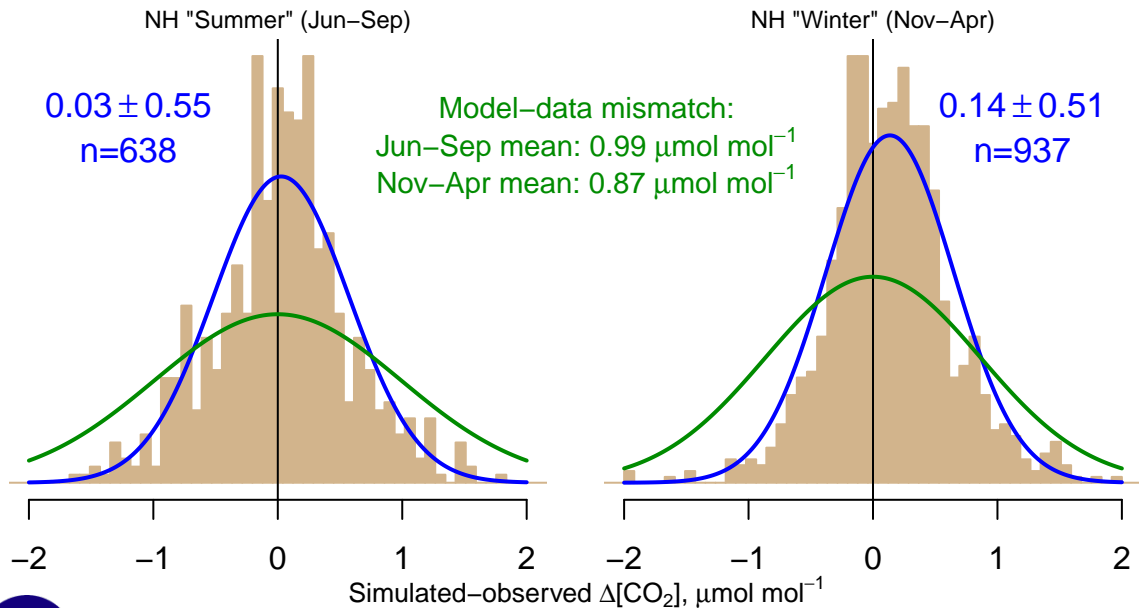 NH "Summer" (Jun−Sep)
NH "Winter" (Nov−Apr)
0.03 ± 0.55
n=638
Model−data mismatch:
Jun−Sep mean: 0.99 μmol mol⁻¹
Nov−Apr mean: 0.87 μmol mol⁻¹
0.14 ± 0.51
n=937
−2 −1 0 1 2
−2 −1 0 1 2
Simulated−observed Δ[CO₂], μmol mol⁻¹